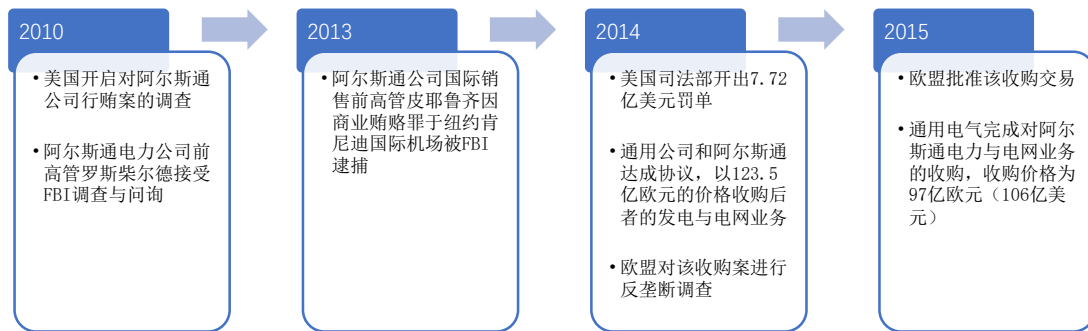 2010
• 美国开启对阿尔斯通
公司行贿案的调查
• 阿尔斯通电力公司前
高管罗斯柴尔德接受
FBI调查与问询
2013
• 阿尔斯通公司国际销
售前高管皮耶鲁齐因
商业贿赂罪于纽约肯
尼迪国际机场被FBI
逮捕
2014
• 美国司法部开出7.72
亿美元罚单
• 通用公司和阿尔斯通
达成协议，以123.5
亿欧元的价格收购后
者的发电与电网业务
• 欧盟对该收购案进行
反垄断调查
2015
• 欧盟批准该收购交易
• 通用电气完成对阿尔
斯通电力与电网业务
的收购，收购价格为
97亿欧元（106亿美
元）